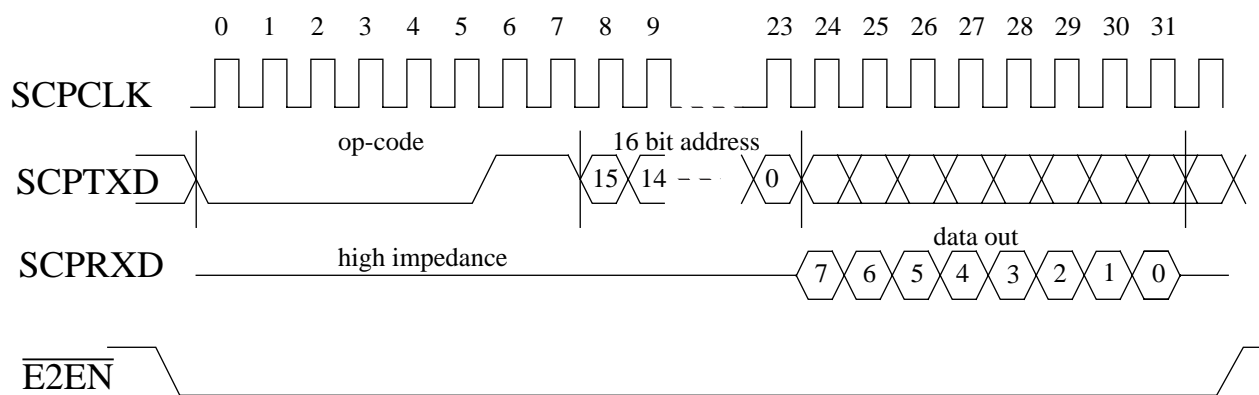 0 1 2 3 4 5 6 7 8 9 23 24 25 26 27 28 29 30 31
SCPCLK
op-code 16 bit address
SCPTXD 15 14 0
data out
SCPRXD high impedance 7 6 5 4 3 2 1 0
E2EN